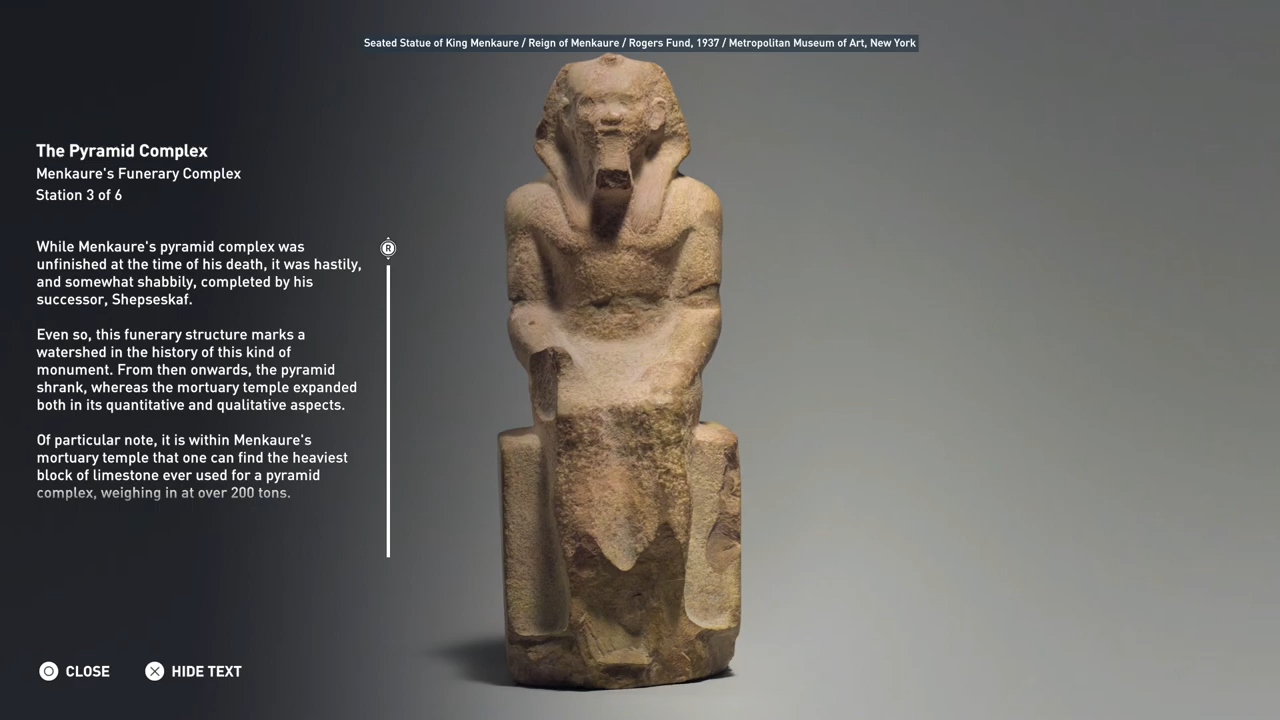 Seated Statue of King Menkaure / Reign of Menkaure / Rogers Fund, 1937 / Metropolitan Museum of Art, New York
The Pyramid Complex
Menkaure's Funerary Complex
Station 3 of 6
While Menkaure's pyramid complex was
unfinished at the time of his death, it was hastily,
and somewhat shabbily, completed by his
successor, Shepseskaf.
Even so, this funerary structure marks a
watershed in the history of this kind of
monument. From then onwards, the pyramid
shrank, whereas the mortuary temple expanded
both in its quantitative and qualitative aspects.
Of particular note, it is within Menkaure's
mortuary temple that one can find the heaviest
block of limestone ever used for a pyramid
complex, weighing in at over 200 tons.
R
CLOSE
HIDE TEXT